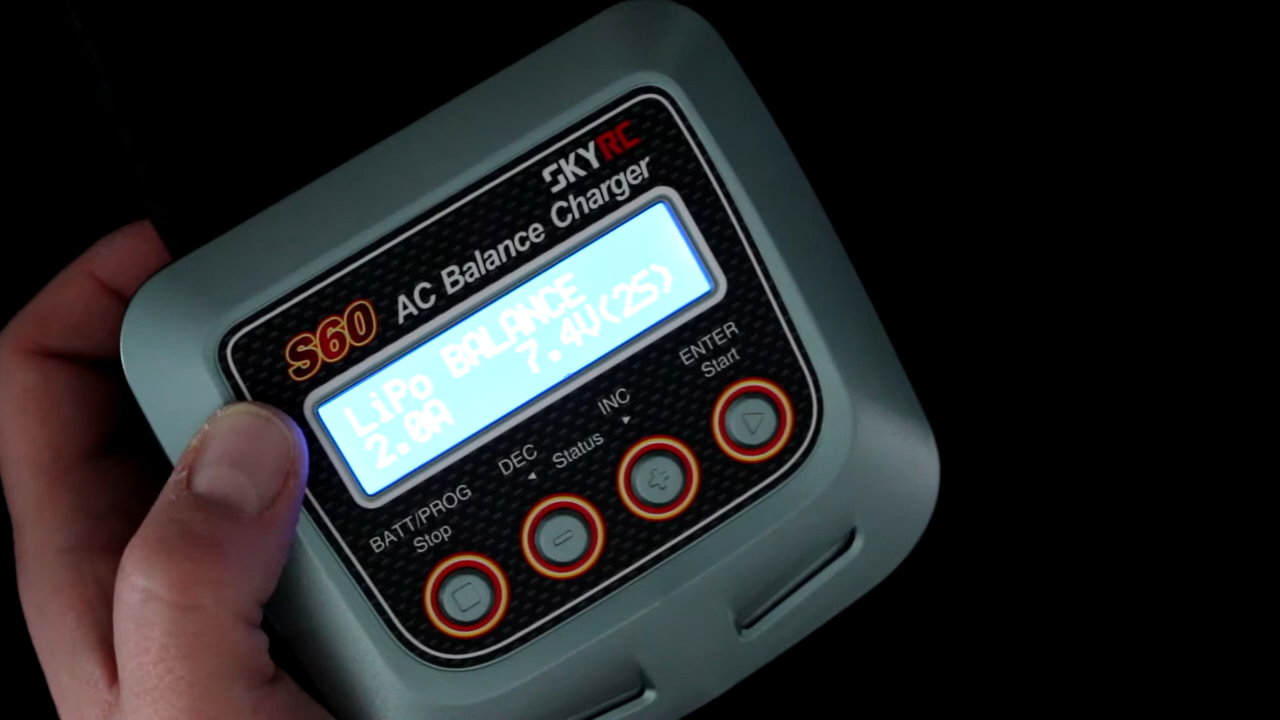 SKYRC
S60 AC Balance Charger
LiPo BALANCE
2.0A 7.4V(2S)
BATT/PROG
Stop
DEC
◄
Status
INC
►
ENTER
Start